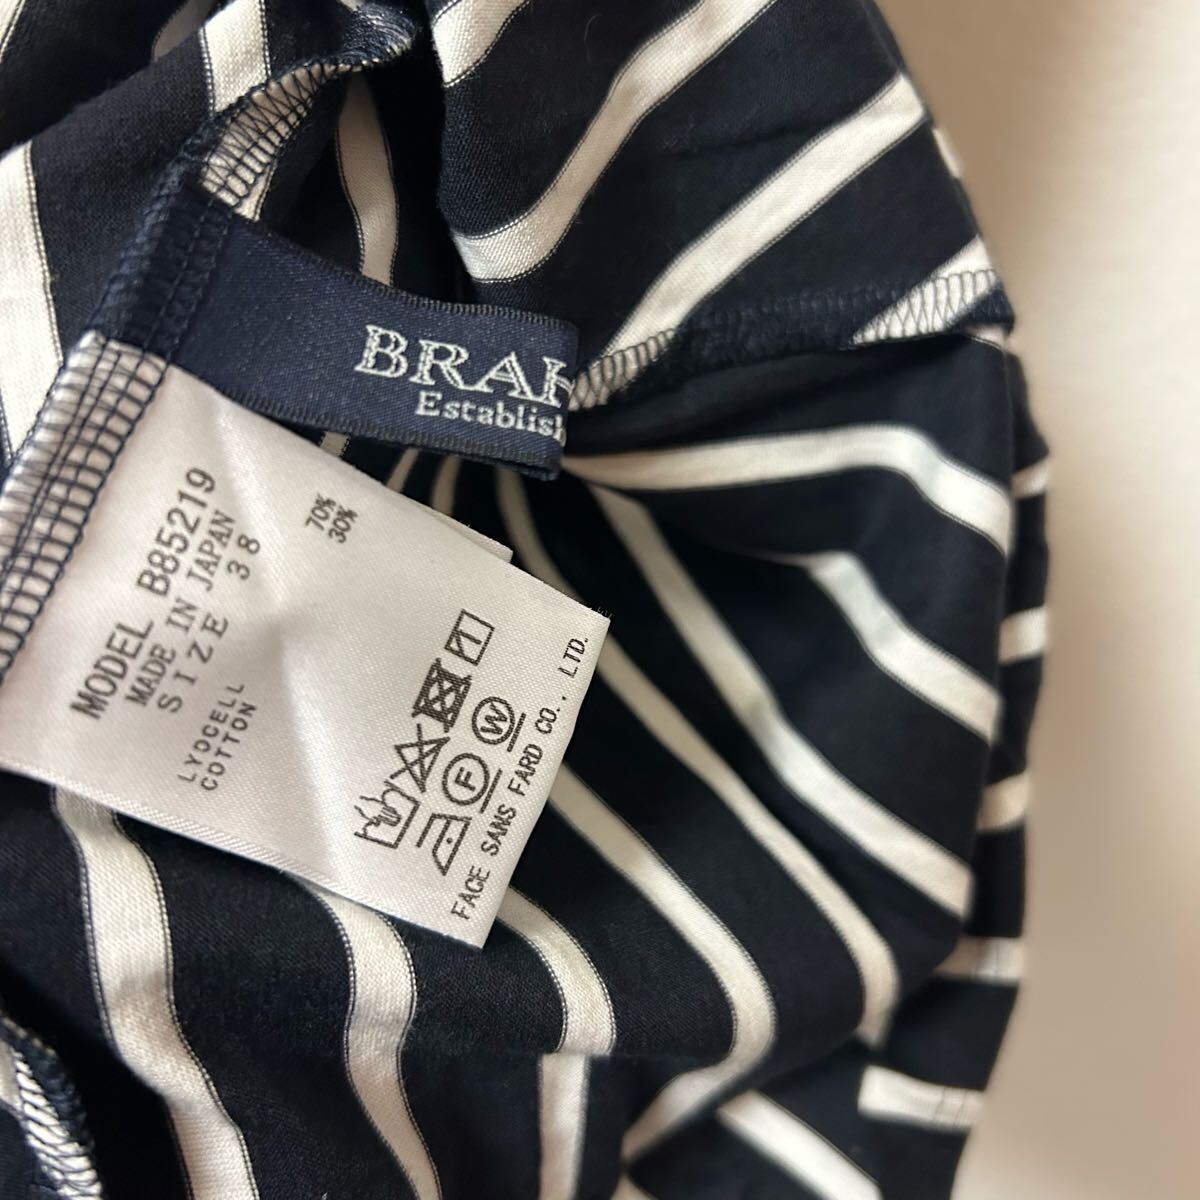 BRAH
Establish
MODEL B85219
MADE IN JAPAN
SIZE 38
LYOCELL 70%
COTTON 30%
W
F
FACE SANS FARD CO., LTD.